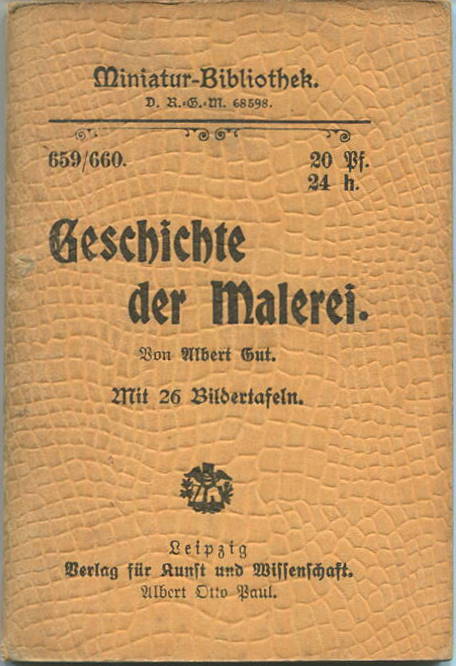 Miniatur-Bibliothek.
D. R.-G.-M. 68598.
659/660. 20 Pf.
24 h.
Geschichte
der Malerei.
Von Albert Gut.
Mit 26 Bildertafeln.
Leipzig
Verlag für Kunst und Wissenschaft.
Albert Otto Paul.